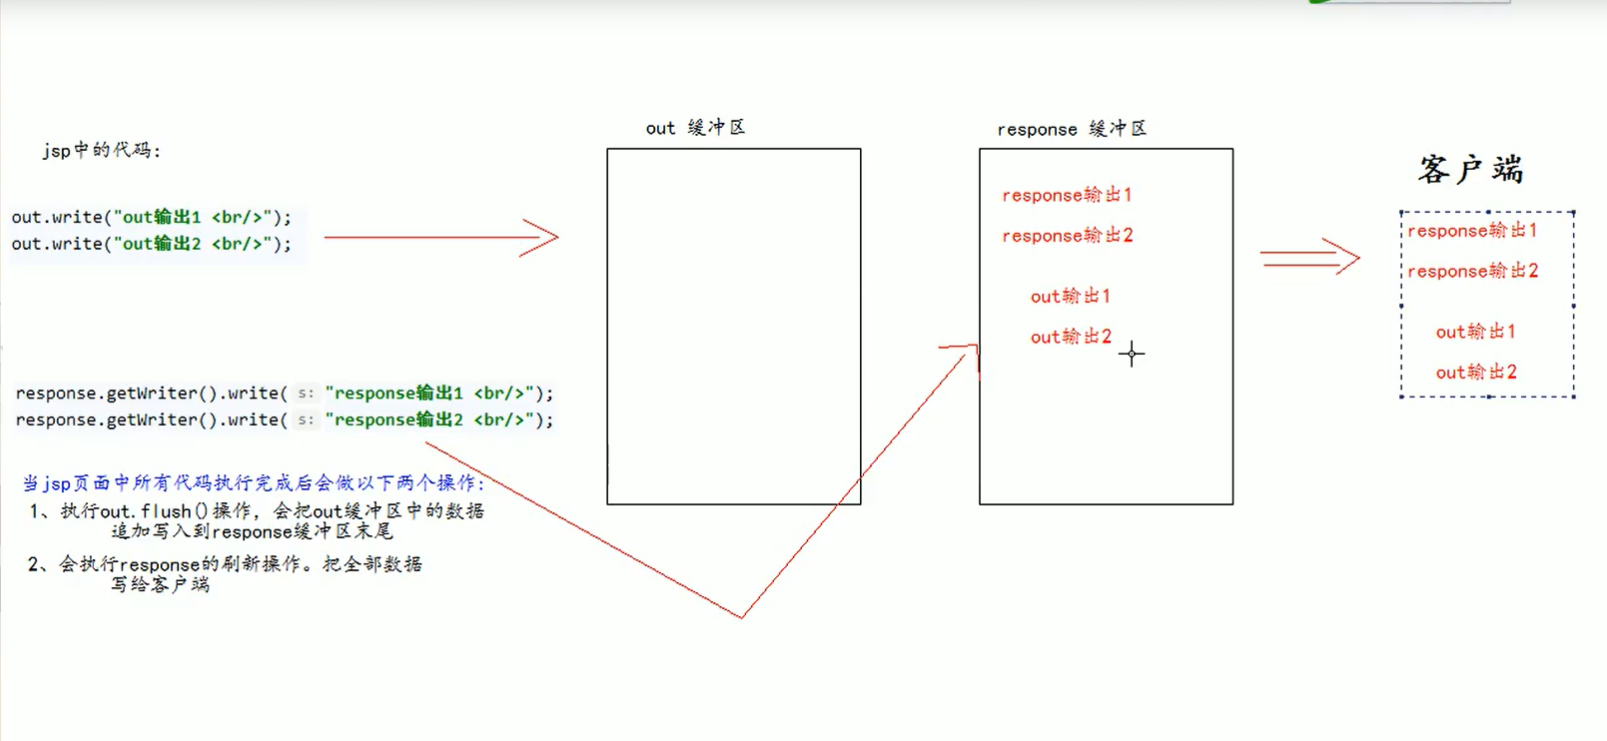 jsp中的代码:
out.write("out输出1 <br/>");
out.write("out输出2 <br/>");
response.getWriter().write( s: "response输出1 <br/>");
response.getWriter().write( s: "response输出2 <br/>");
当jsp页面中所有代码执行完成后会做以下两个操作:
1、执行out.flush()操作，会把out缓冲区中的数据
追加写入到response缓冲区末尾
2、会执行response的刷新操作。把全部数据
写给客户端
out 缓冲区
response 缓冲区
response输出1
response输出2
out输出1
out输出2
客户端
response输出1
response输出2
out输出1
out输出2